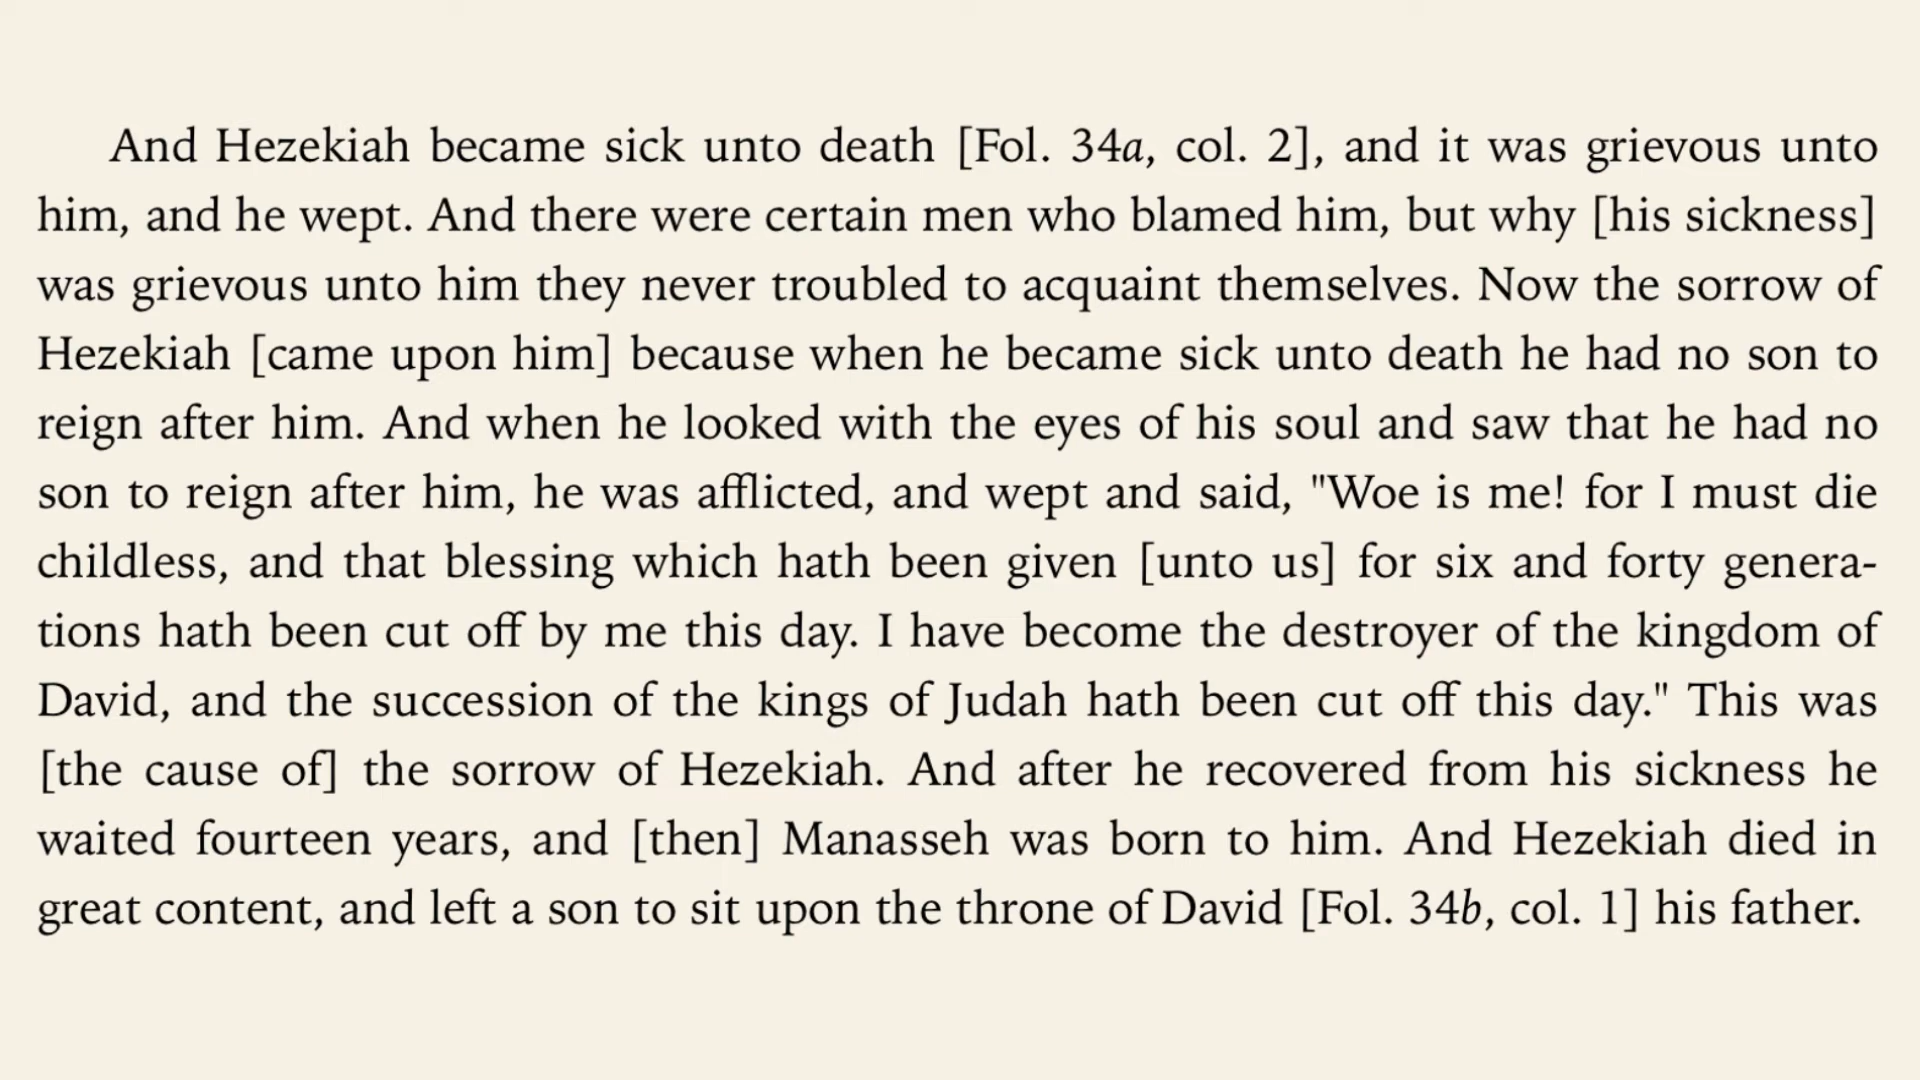 And Hezekiah became sick unto death [Fol. 34a, col. 2], and it was grievous unto
him, and he wept. And there were certain men who blamed him, but why [his sickness]
was grievous unto him they never troubled to acquaint themselves. Now the sorrow of
Hezekiah [came upon him] because when he became sick unto death he had no son to
reign after him. And when he looked with the eyes of his soul and saw that he had no
son to reign after him, he was afflicted, and wept and said, "Woe is me! for I must die
childless, and that blessing which hath been given [unto us] for six and forty genera-
tions hath been cut off by me this day. I have become the destroyer of the kingdom of
David, and the succession of the kings of Judah hath been cut off this day." This was
[the cause of] the sorrow of Hezekiah. And after he recovered from his sickness he
waited fourteen years, and [then] Manasseh was born to him. And Hezekiah died in
great content, and left a son to sit upon the throne of David [Fol. 34b, col. 1] his father.